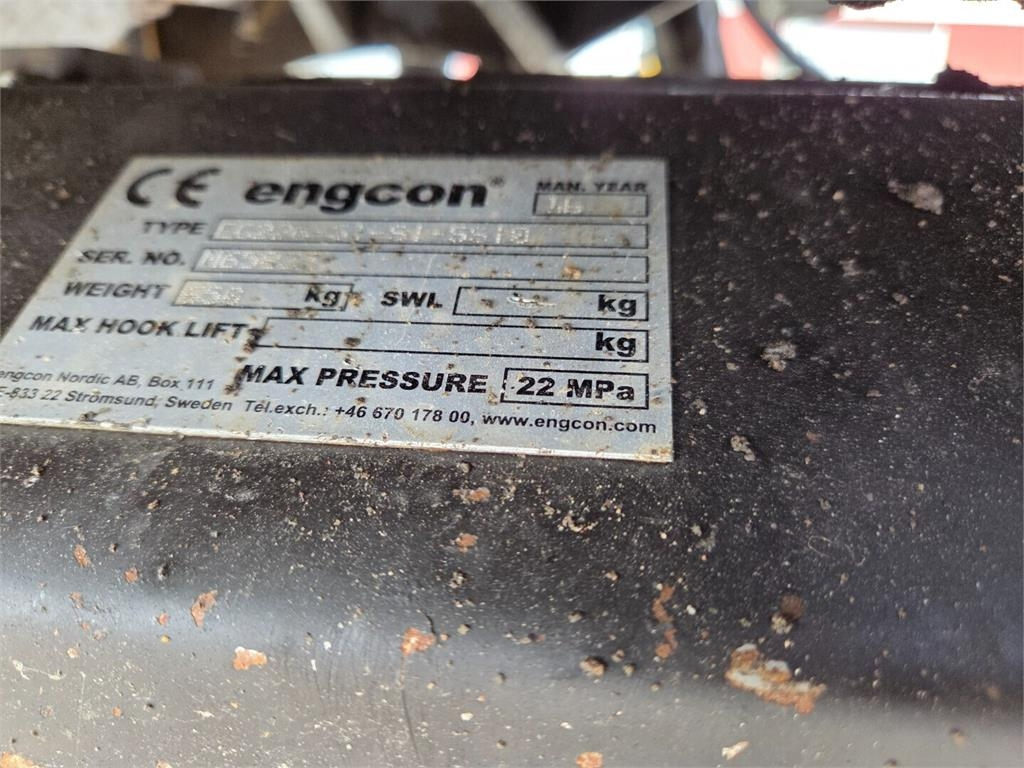 CE engcon® MAN. YEAR
16
TYPE
SER. NO.
WEIGHT kg SWL kg
MAX HOOK LIFT kg
MAX PRESSURE 22 MPa
engcon Nordic AB, Box 111
E-833 22 Strömsund, Sweden Tel.exch.: +46 670 178 00, www.engcon.com